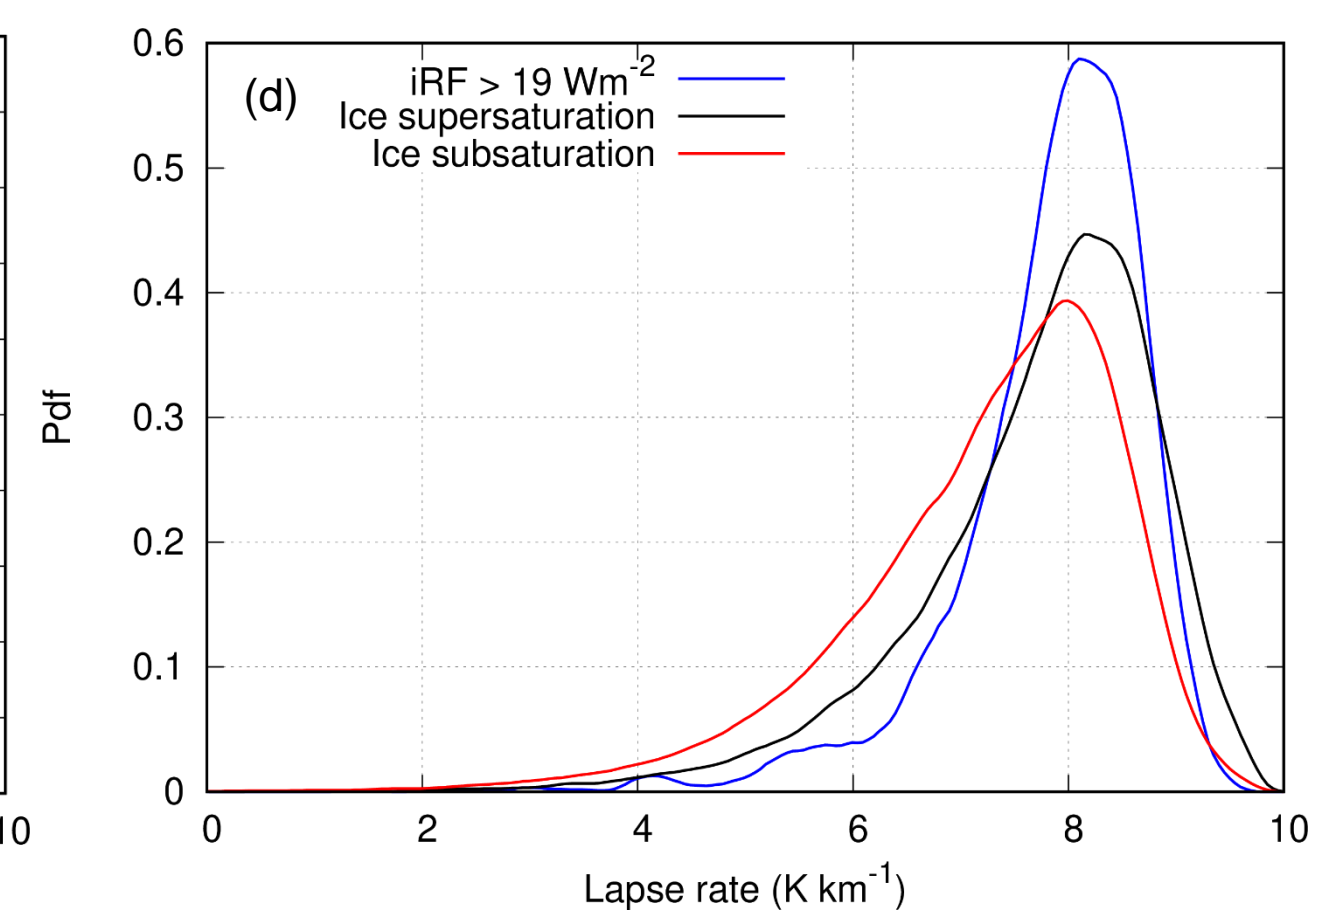 0.6
(d)
iRF > 19 Wm-2
Ice supersaturation
Ice subsaturation
0.5
0.4
Pdf
0.3
0.2
0.1
0
0 2 4 6 8 10
10
Lapse rate (K km-1)